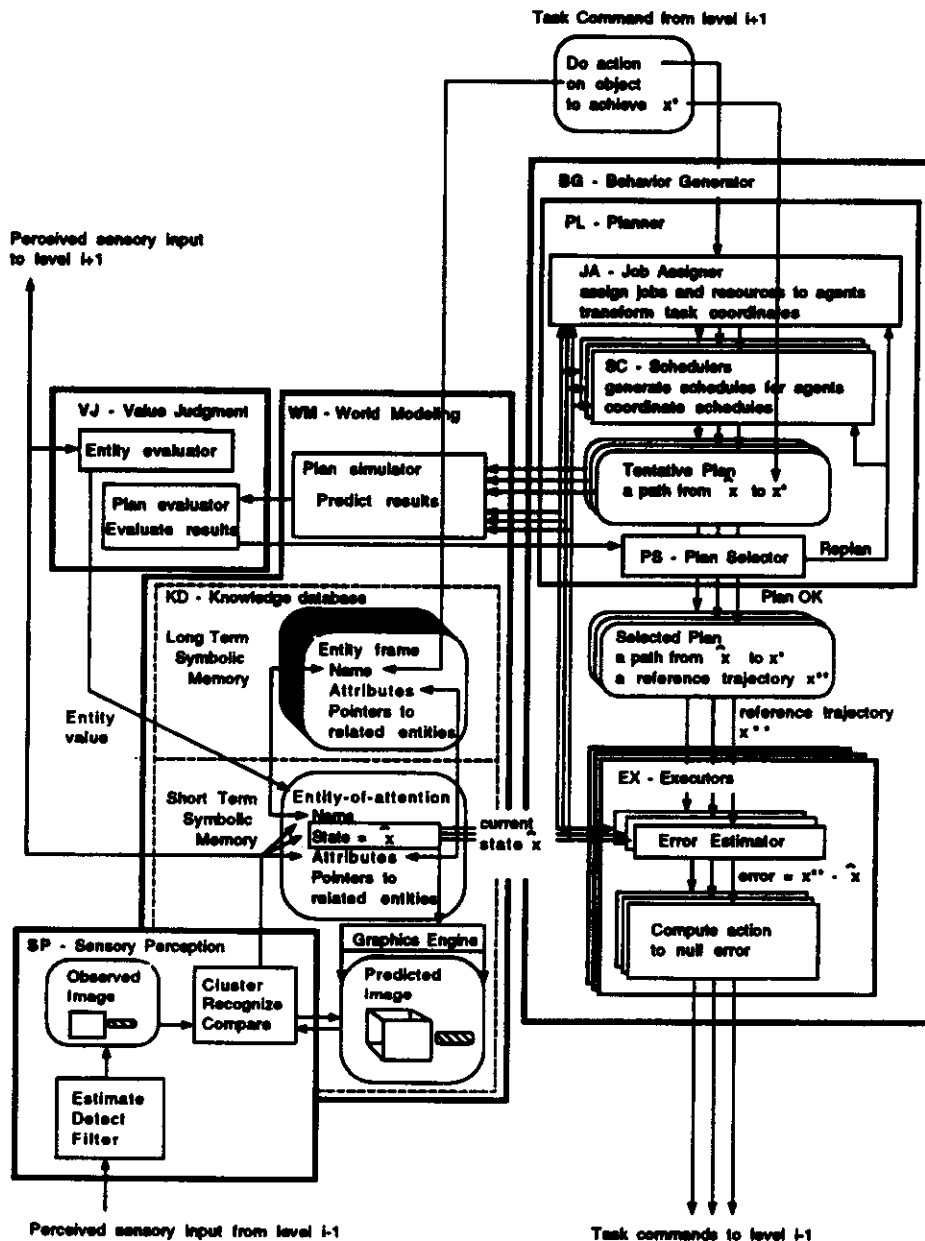 Task Command from level i+1
Do action
on object
to achieve x*
BG - Behavior Generator
PL - Planner
JA - Job Assigner
assign jobs and resources to agents
transform task coordinates
SC - Schedulers
generate schedules for agents
coordinate schedules
Tentative Plan
a path from x̂ to x*
PS - Plan Selector
Replan
Plan OK
Selected Plan
a path from x̂ to x*
a reference trajectory x**
reference trajectory
x**
EX - Executors
Error Estimator
error = x** - x̂
Compute action
to null error
Task commands to level i-1
Perceived sensory input
to level i+1
VJ - Value Judgment
Entity evaluator
Plan evaluator
Evaluate results
WM - World Modeling
Plan simulator
Predict results
KD - Knowledge database
Long Term
Symbolic
Memory
Entity frame
Name
Attributes
Pointers to
related entities
Entity
value
Short Term
Symbolic
Memory
Entity-of-attention
Name
State = x̂
Attributes
Pointers to
related entities
current
state x̂
Graphics Engine
Predicted
Image
SP - Sensory Perception
Observed
Image
Cluster
Recognize
Compare
Estimate
Detect
Filter
Perceived sensory input from level i-1